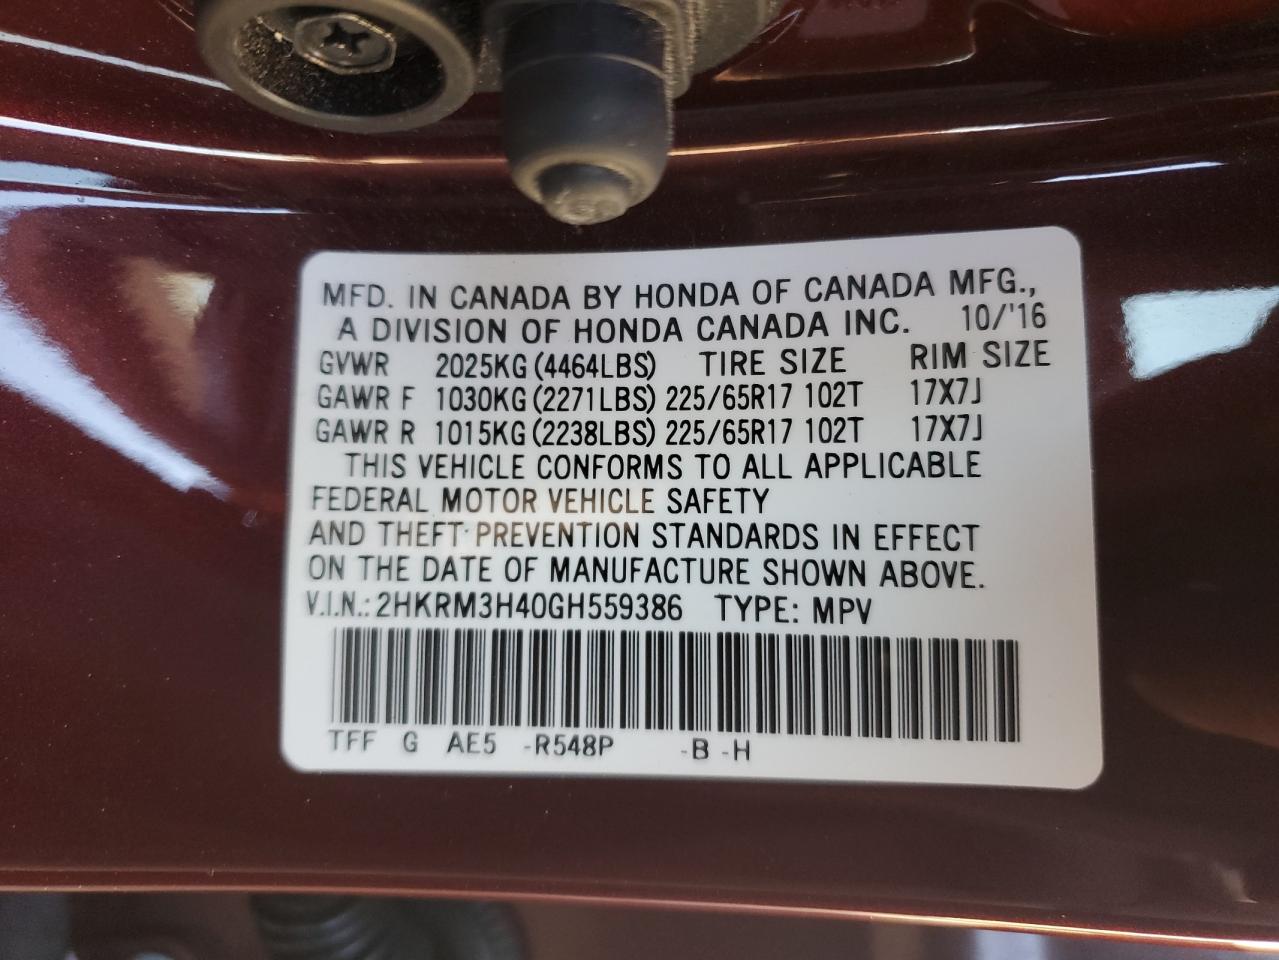 MFD. IN CANADA BY HONDA OF CANADA MFG.,
A DIVISION OF HONDA CANADA INC. 10/'16
GVWR 2025KG (4464LBS) TIRE SIZE RIM SIZE
GAWR F 1030KG (2271LBS) 225/65R17 102T 17X7J
GAWR R 1015KG (2238LBS) 225/65R17 102T 17X7J
THIS VEHICLE CONFORMS TO ALL APPLICABLE
FEDERAL MOTOR VEHICLE SAFETY
AND THEFT PREVENTION STANDARDS IN EFFECT
ON THE DATE OF MANUFACTURE SHOWN ABOVE.
V.I.N.: 2HKRM3H40GH559386 TYPE: MPV
TFF G AE5 -R548P -B -H